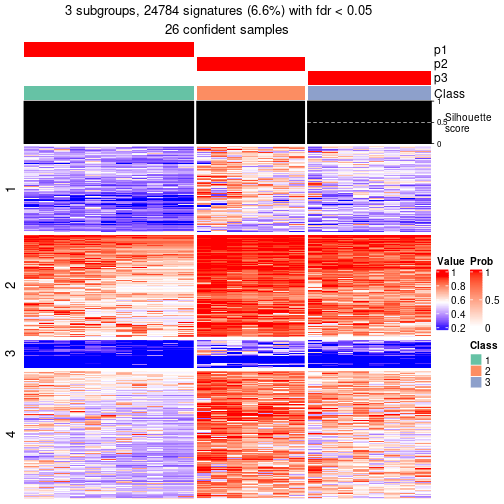 3 subgroups, 24784 signatures (6.6%) with fdr < 0.05
26 confident samples
p1
p2
p3
Class
1
0.5
0
Silhouette
score
1
2
3
4
Value
1
0.8
0.6
0.4
0.2
Prob
1
0.5
0
Class
1
2
3